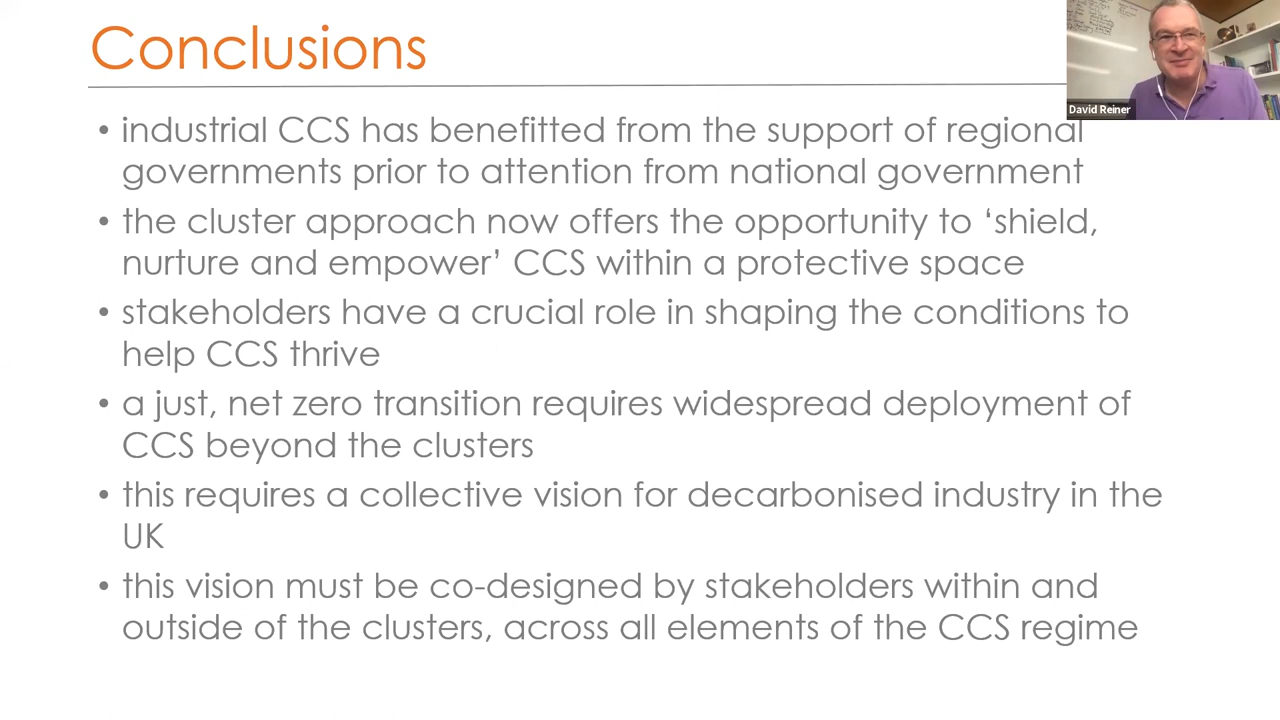 Conclusions
David Reiner
• industrial CCS has benefitted from the support of regional
governments prior to attention from national government
• the cluster approach now offers the opportunity to ‘shield,
nurture and empower’ CCS within a protective space
• stakeholders have a crucial role in shaping the conditions to
help CCS thrive
• a just, net zero transition requires widespread deployment of
CCS beyond the clusters
• this requires a collective vision for decarbonised industry in the
UK
• this vision must be co-designed by stakeholders within and
outside of the clusters, across all elements of the CCS regime